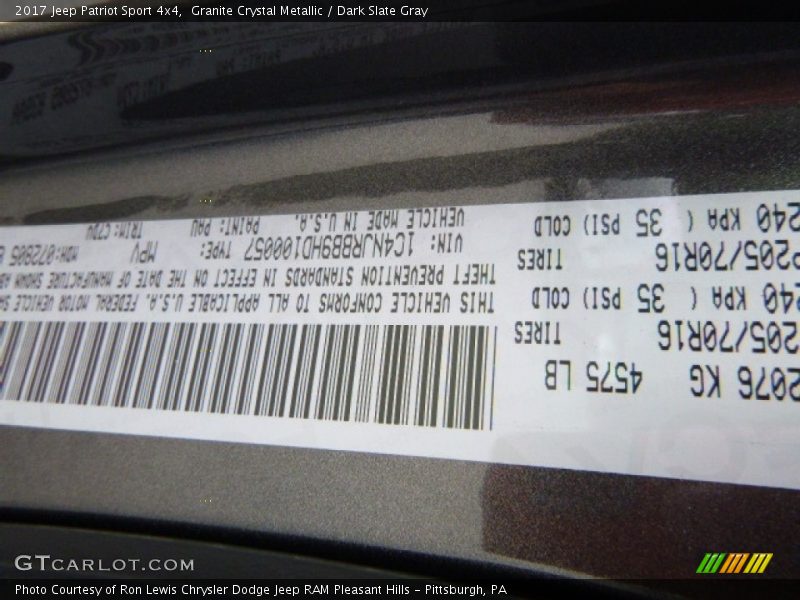 2017 Jeep Patriot Sport 4x4, Granite Crystal Metallic / Dark Slate Gray
2076 KG 4575 LB
205/70R16 TIRES
240 KPA ( 35 PSI) COLD
P205/70R16 TIRES
240 KPA ( 35 PSI) COLD
THIS VEHICLE CONFORMS TO ALL APPLICABLE U.S.A. FEDERAL MOTOR VEHICLE
THEFT PREVENTION STANDARDS IN EFFECT ON THE DATE OF MANUFACTURE SHOWN
VIN: 1C4NJRBB9HD100057 TYPE: MPV MDH:072605
VEHICLE MADE IN U.S.A. PAINT: PAU TRIM:C7DV
GTCARLOT.COM
Photo Courtesy of Ron Lewis Chrysler Dodge Jeep RAM Pleasant Hills - Pittsburgh, PA